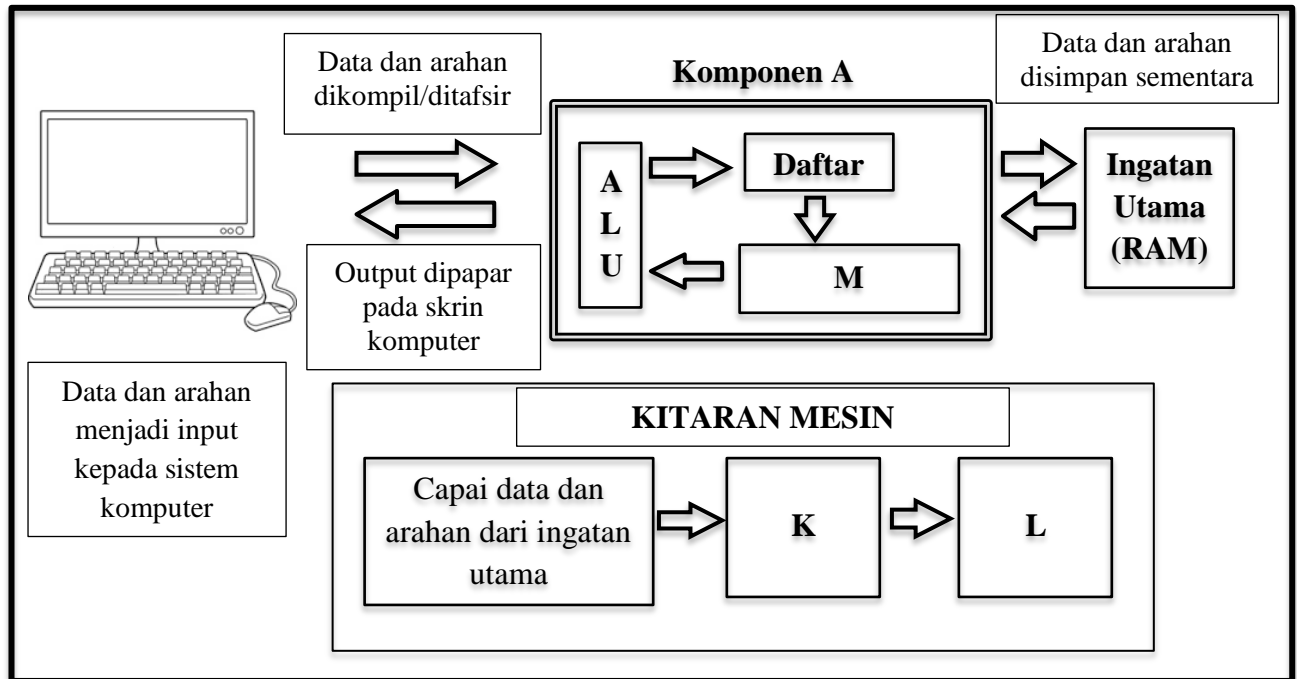 Data dan arahan
dikompil/ditafsir
Komponen A
Data dan arahan
disimpan sementara
A
L
U
Daftar
M
Ingatan
Utama
(RAM)
Output dipapar
pada skrin
komputer
Data dan arahan
menjadi input
kepada sistem
komputer
KITARAN MESIN
Capai data dan
arahan dari ingatan
utama
K
L